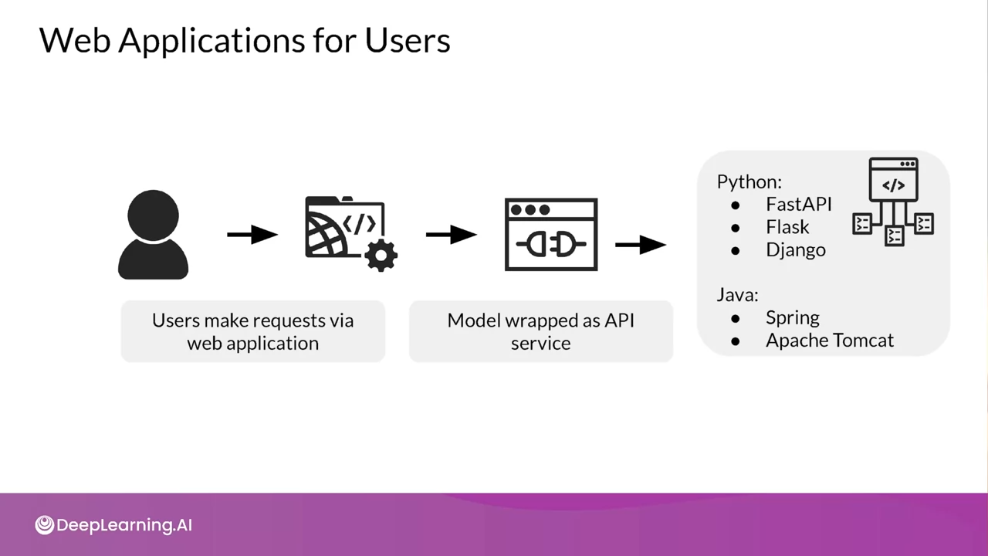 Web Applications for Users
Users make requests via
web application
Model wrapped as API
service
Python:
● FastAPI
● Flask
● Django
Java:
● Spring
● Apache Tomcat
</>
</>
DeepLearning.AI